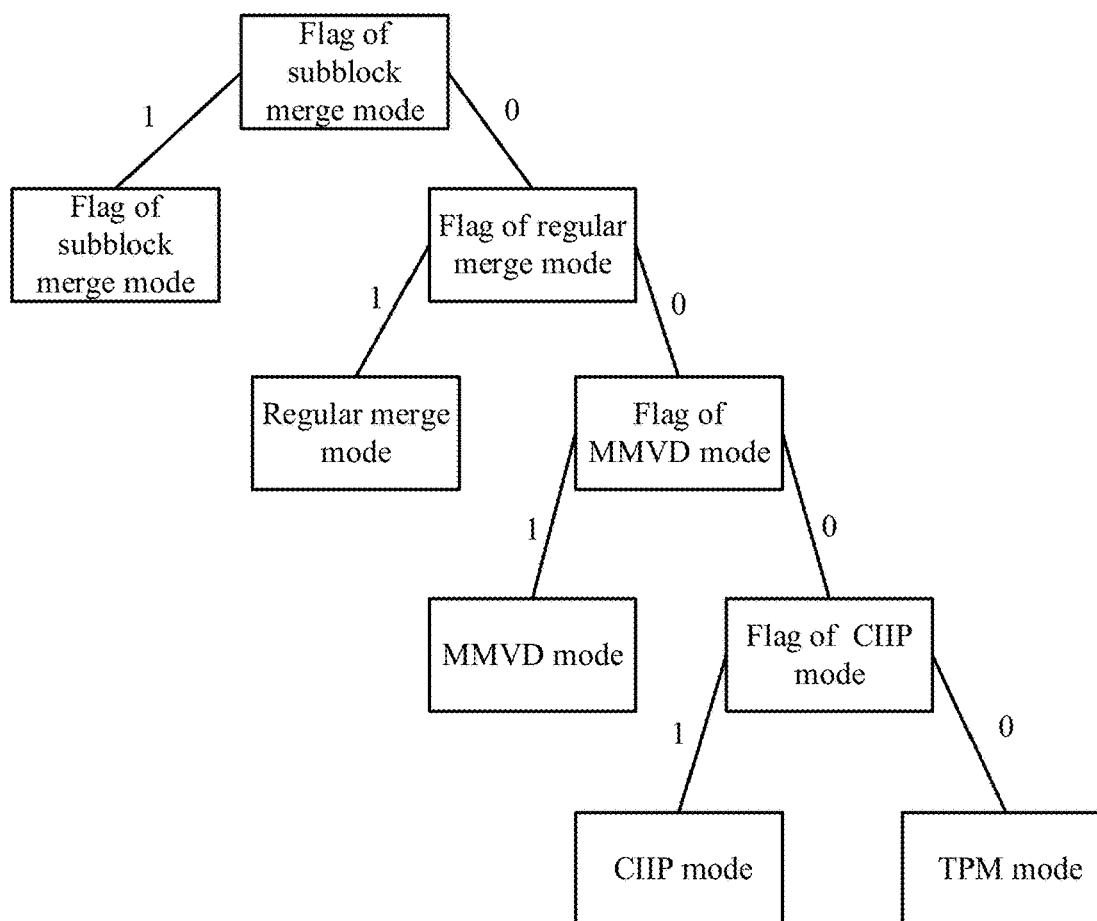 Flag of
subblock
merge mode
1
0
Flag of
subblock
merge mode
Flag of regular
merge mode
1
0
Regular merge
mode
Flag of
MMVD mode
1
0
MMVD mode
Flag of CIIP
mode
1
0
CIIP mode
TPM mode